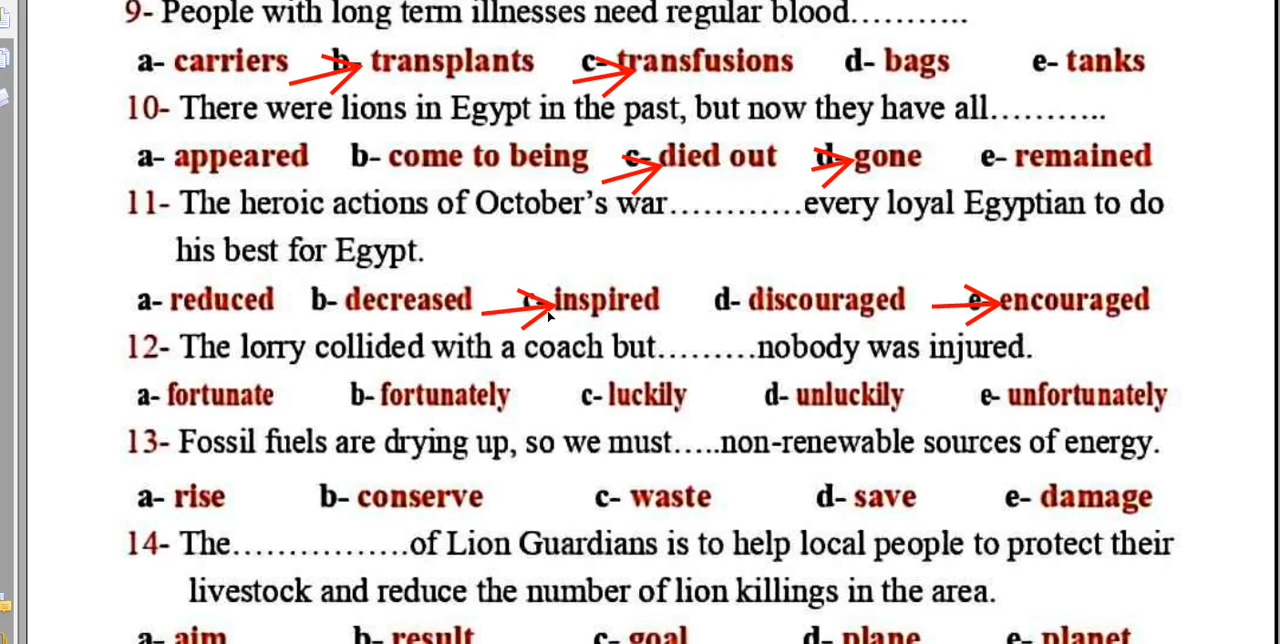 9- People with long term illnesses need regular blood...........
a- carriers b- transplants c- transfusions d- bags e- tanks
10- There were lions in Egypt in the past, but now they have all...........
a- appeared b- come to being c- died out d- gone e- remained
11- The heroic actions of October’s war............every loyal Egyptian to do
his best for Egypt.
a- reduced b- decreased c- inspired d- discouraged e- encouraged
12- The lorry collided with a coach but.........nobody was injured.
a- fortunate b- fortunately c- luckily d- unluckily e- unfortunately
13- Fossil fuels are drying up, so we must.....non-renewable sources of energy.
a- rise b- conserve c- waste d- save e- damage
14- The................of Lion Guardians is to help local people to protect their
livestock and reduce the number of lion killings in the area.
a- aim b- result c- goal d- plane e- planet